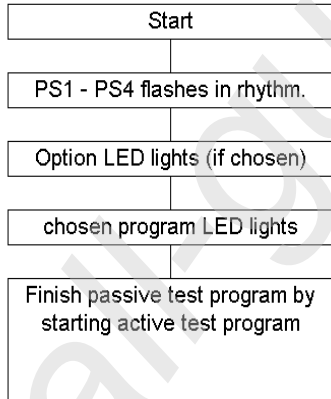 Start
PS1 - PS4 flashes in rhythm.
Option LED lights (if chosen)
chosen program LED lights
Finish passive test program by
starting active test program